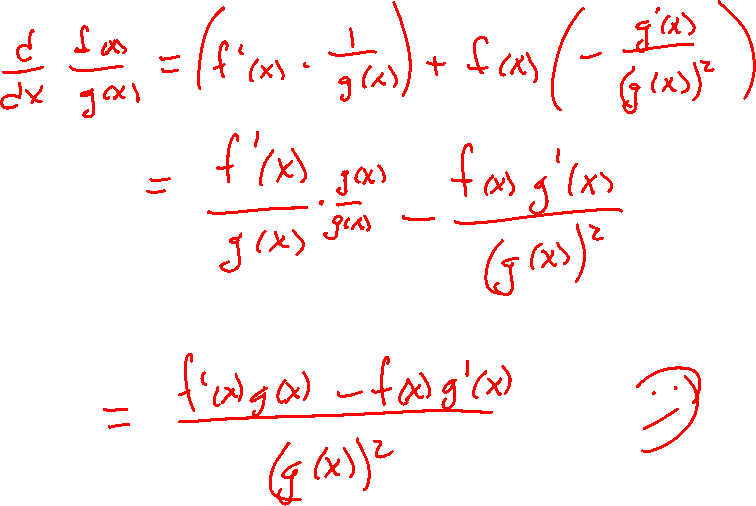 d/dx f(x)/g(x) = (f'(x) · 1/g(x)) + f(x) (- g'(x)/(g(x))²)
= f'(x)/g(x) · g(x)/g(x) - f(x) g'(x)/(g(x))²
= (f'(x)g(x) - f(x)g'(x))/(g(x))²